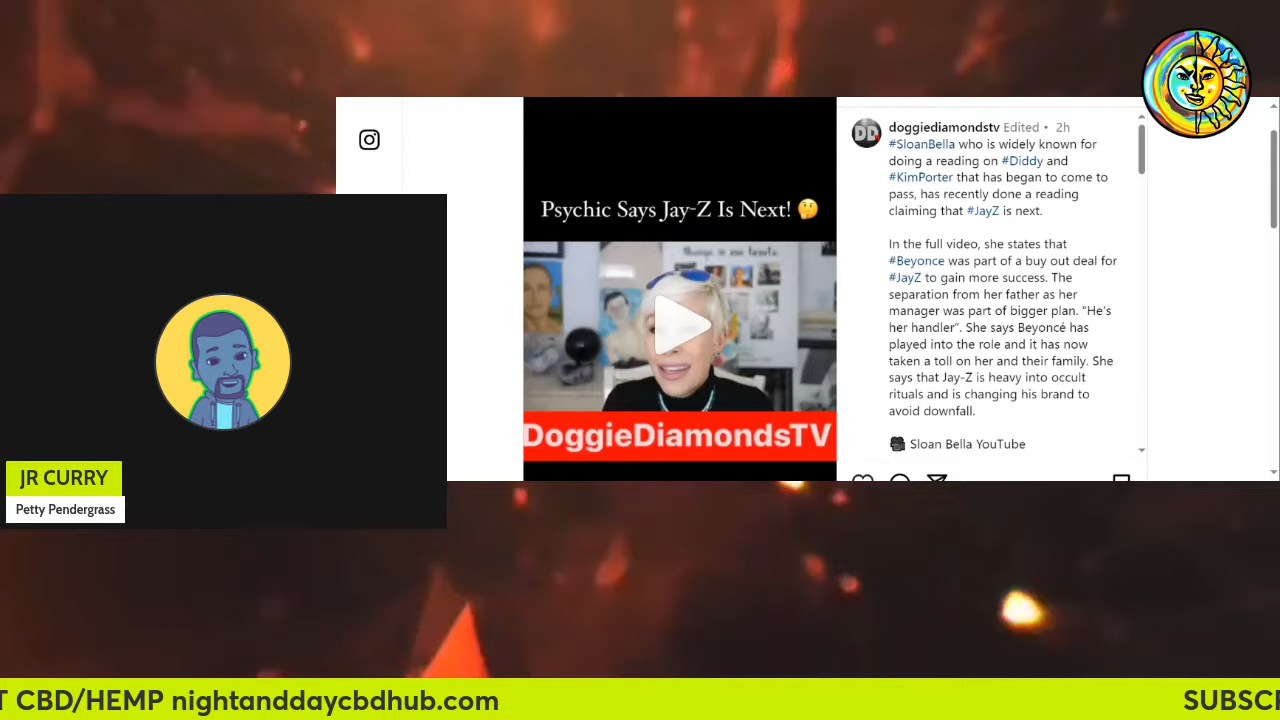 doggiediamondstv Edited • 2h
#SloanBella who is widely known for
doing a reading on #Diddy and
#KimPorter that has began to come to
pass, has recently done a reading
claiming that #JayZ is next.
In the full video, she states that
#Beyonce was part of a buy out deal for
#JayZ to gain more success. The
separation from her father as her
manager was part of bigger plan. “He’s
her handler”. She says Beyoncé has
played into the role and it has now
taken a toll on her and their family. She
says that Jay-Z is heavy into occult
rituals and is changing his brand to
avoid downfall.
Sloan Bella YouTube
Psychic Says Jay-Z Is Next! 🤔
DoggieDiamondsTV
DD
JR CURRY
Petty Pendergrass
T CBD/HEMP nightanddaycbdhub.com
SUBSC